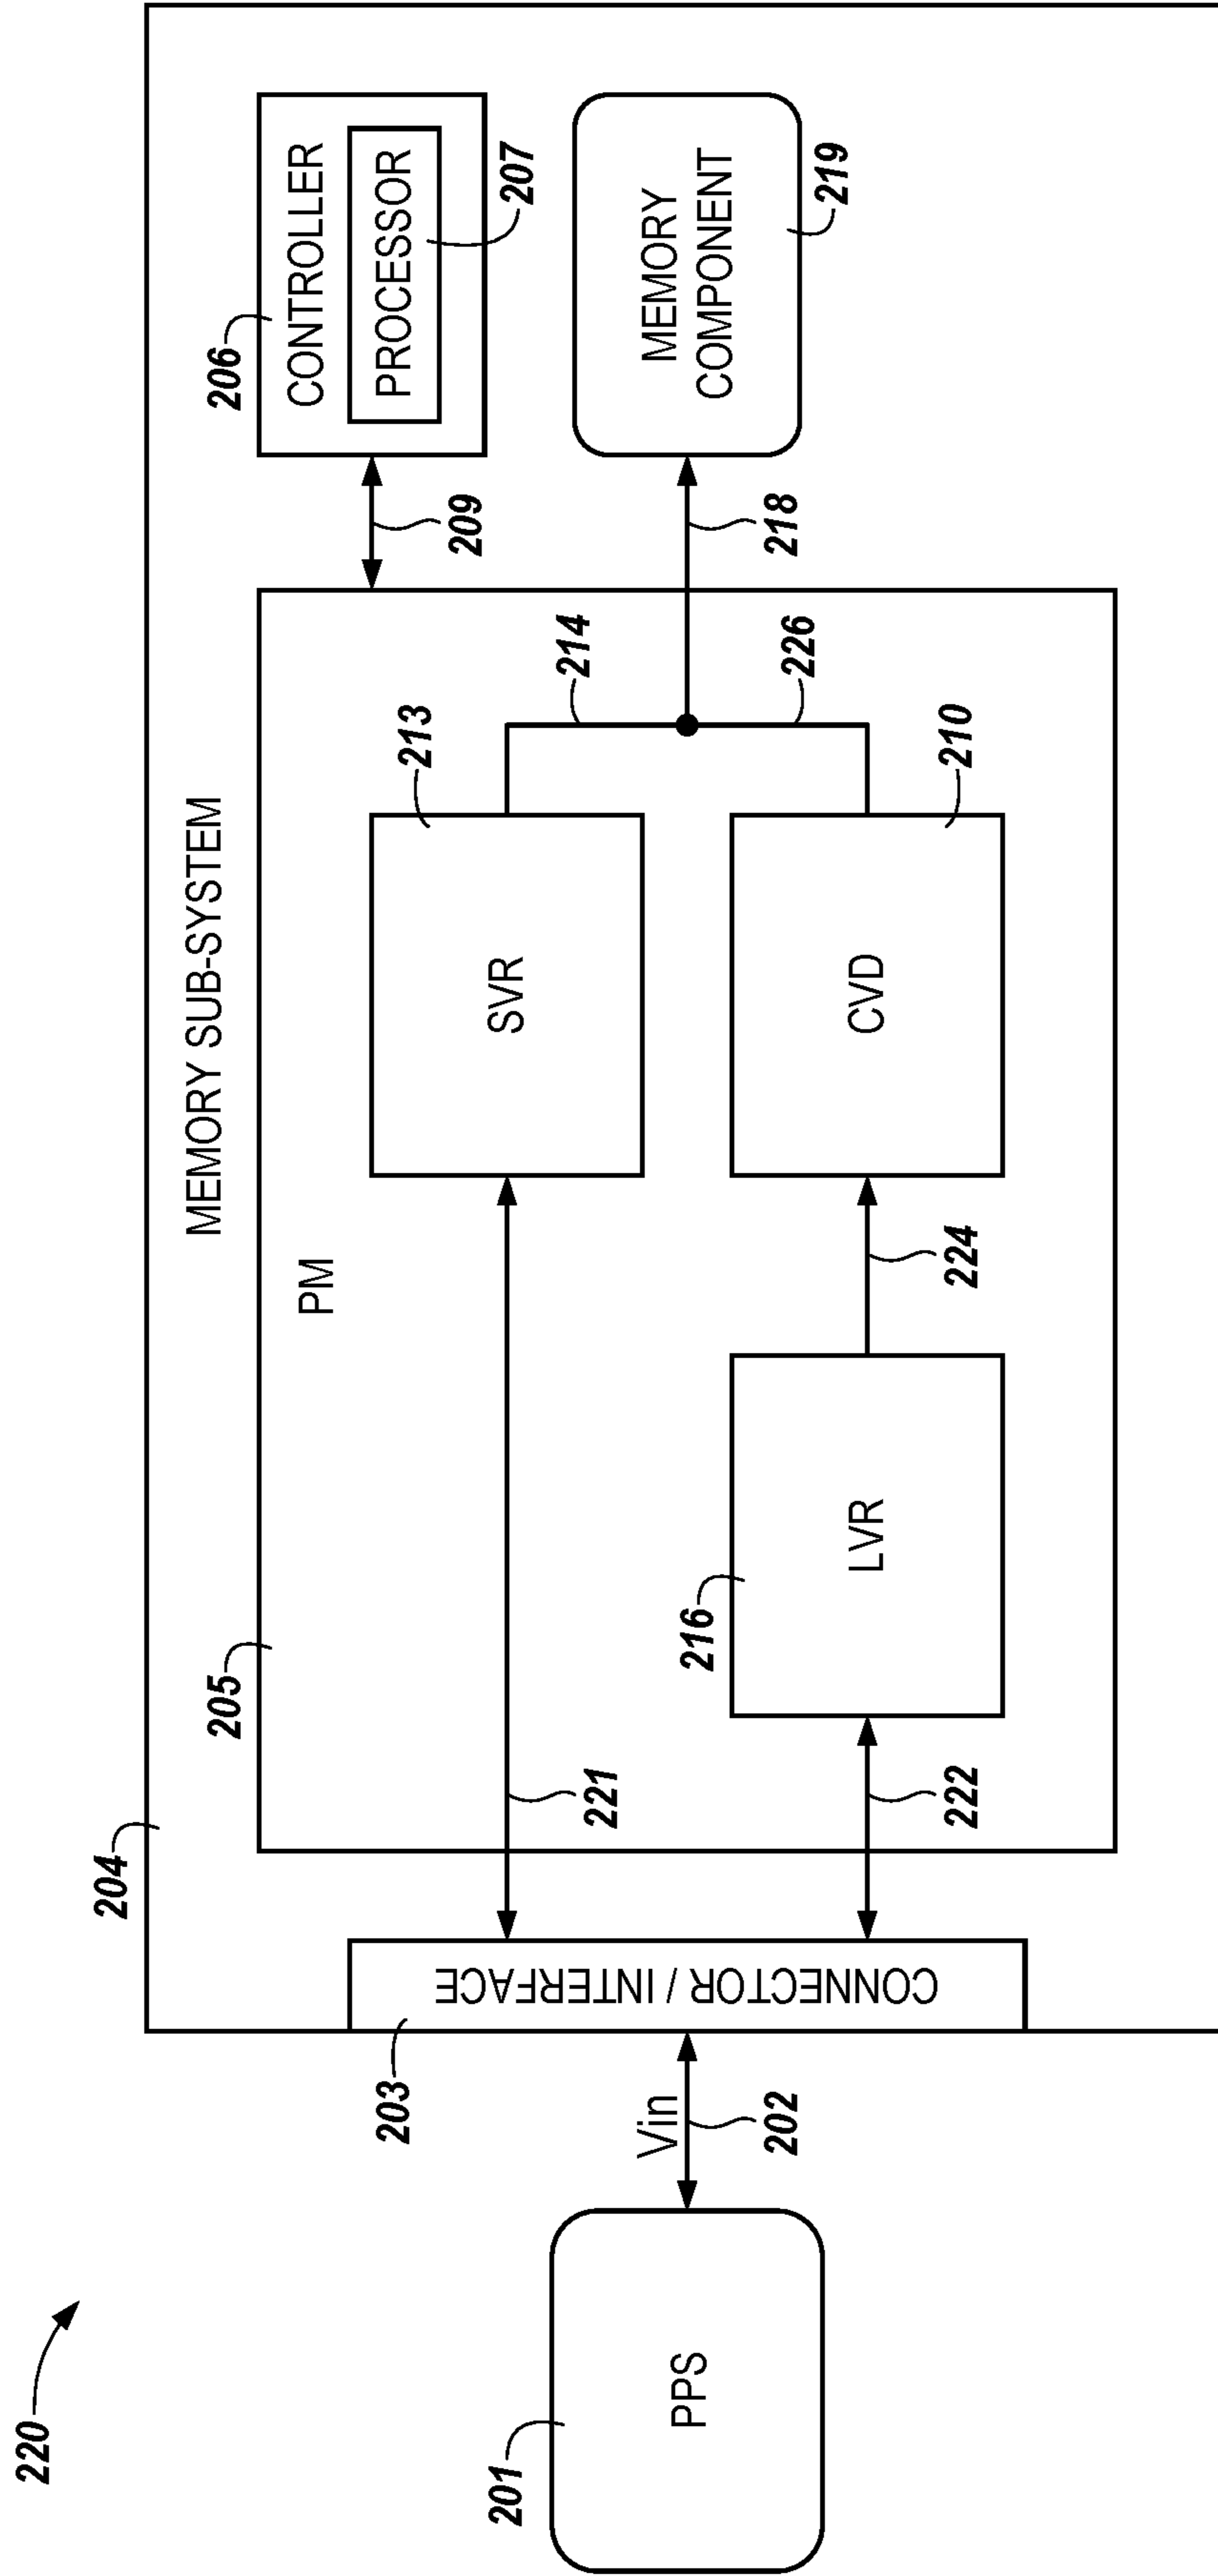 220
204
MEMORY SUB-SYSTEM
205
PM
206
CONTROLLER
PROCESSOR
207
209
213
SVR
214
221
203
CONNECTOR / INTERFACE
201
PPS
Vin
202
216
LVR
222
224
CVD
210
226
218
MEMORY
COMPONENT
219